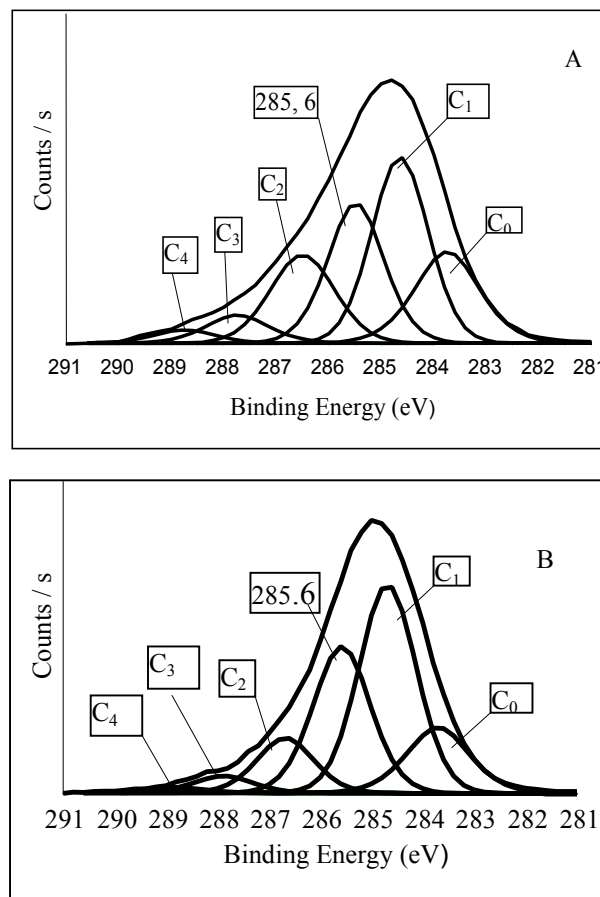 A
285, 6
C₁
C₂
C₀
C₃
C₄
Counts / s
291 290 289 288 287 286 285 284 283 282 281
Binding Energy (eV)
B
C₁
285.6
C₃
C₂
C₄
C₀
Counts / s
291 290 289 288 287 286 285 284 283 282 281
Binding Energy (eV)